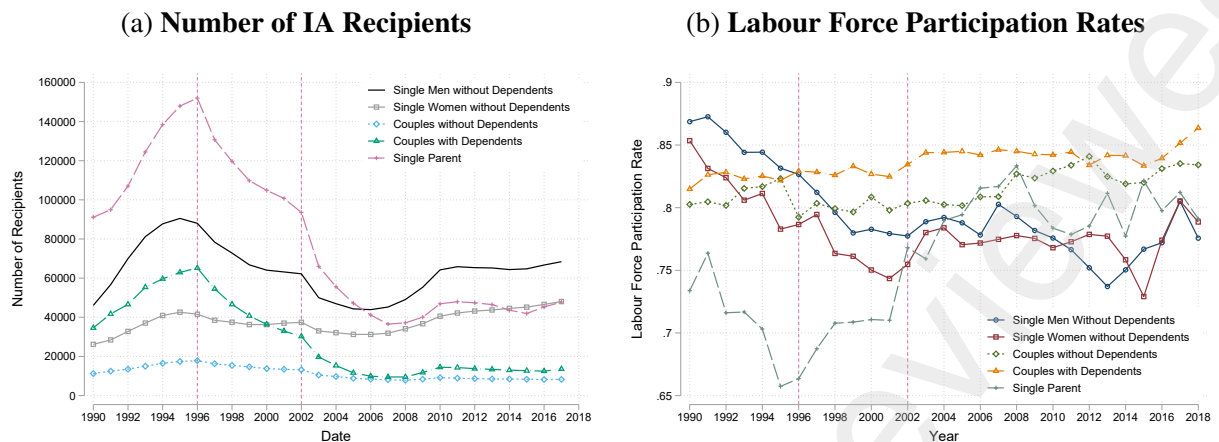 (a) Number of IA Recipients
160000
140000
120000
100000
80000
60000
40000
20000
0
Number of Recipients
Single Men without Dependents
Single Women without Dependents
Couples without Dependents
Couples with Dependents
Single Parent
1990 1992 1994 1996 1998 2000 2002 2004 2006 2008 2010 2012 2014 2016 2018
Date
(b) Labour Force Participation Rates
.9
.85
.8
.75
.7
.65
Labour Force Participation Rate
Single Men Without Dependents
Single Women without Dependents
Couples without Dependents
Couples with Dependents
Single Parent
1990 1992 1994 1996 1998 2000 2002 2004 2006 2008 2010 2012 2014 2016 2018
Year